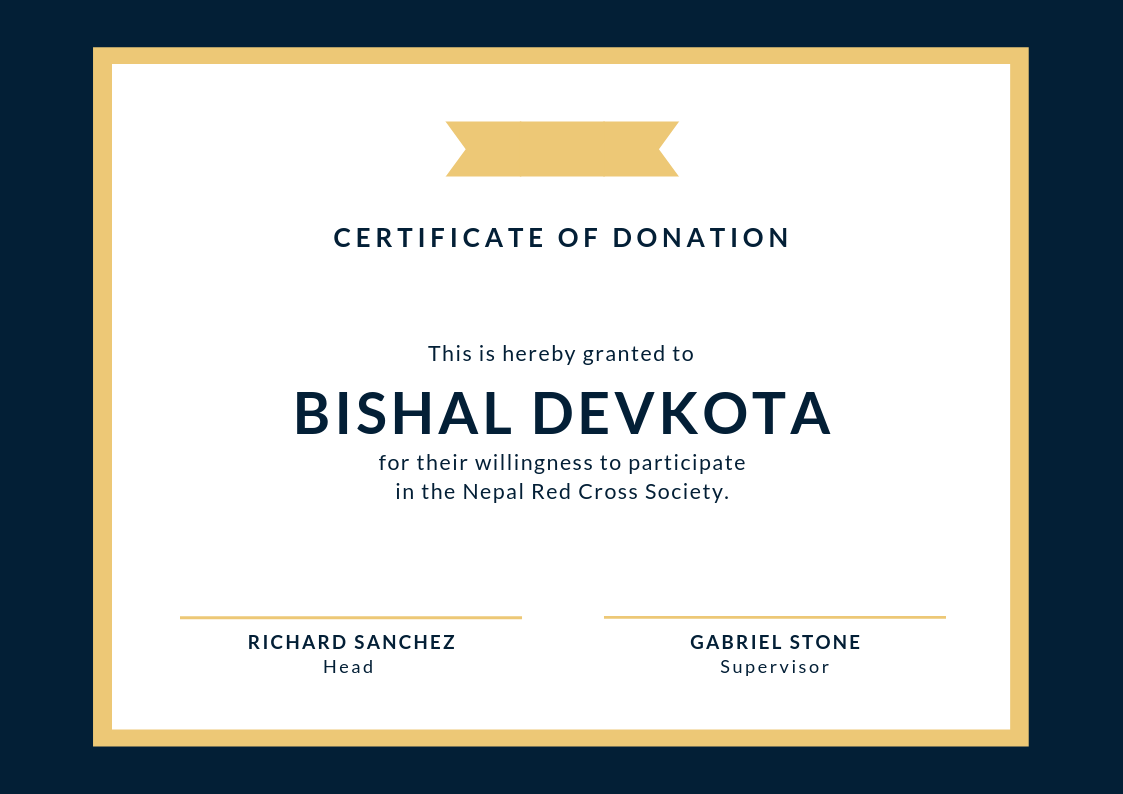 CERTIFICATE OF DONATION
This is hereby granted to
BISHAL DEVKOTA
for their willingness to participate
in the Nepal Red Cross Society.
RICHARD SANCHEZ
Head
GABRIEL STONE
Supervisor